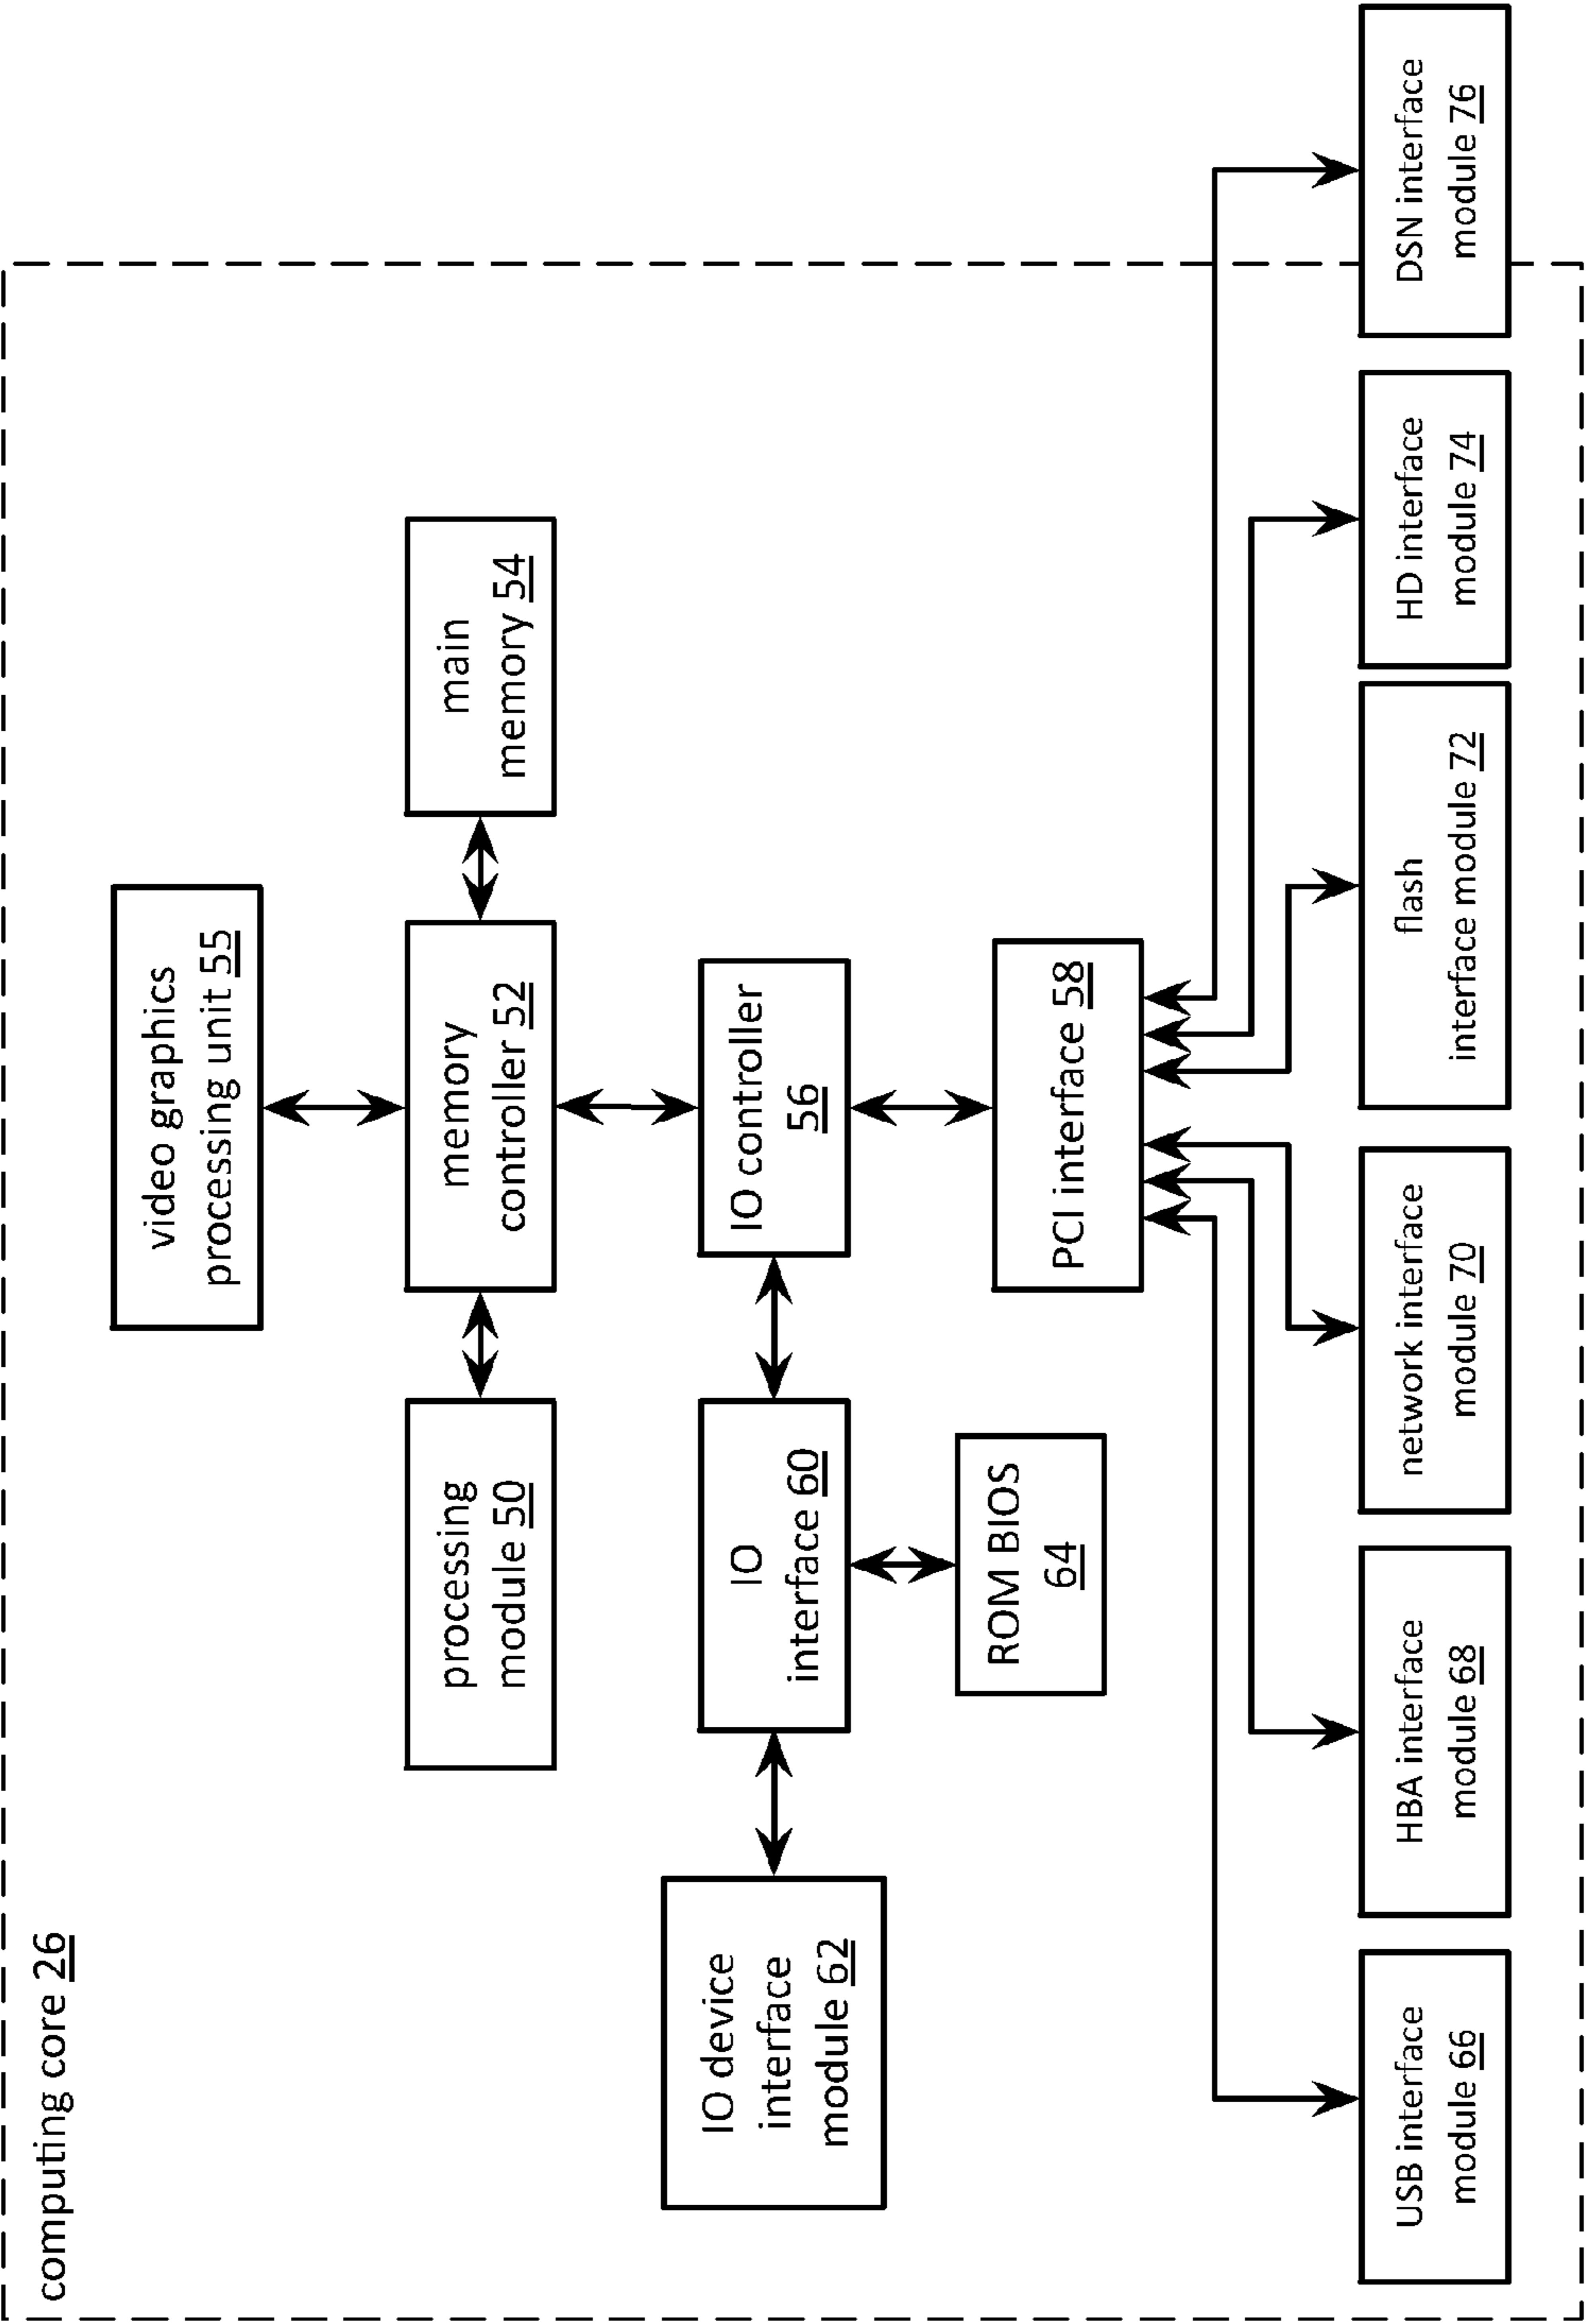 computing core 26
video graphics
processing unit 55
processing
module 50
memory
controller 52
main
memory 54
IO device
interface
module 62
IO
interface 60
IO controller
56
ROM BIOS
64
PCI interface 58
USB interface
module 66
HBA interface
module 68
network interface
module 70
flash
interface module 72
HD interface
module 74
DSN interface
module 76